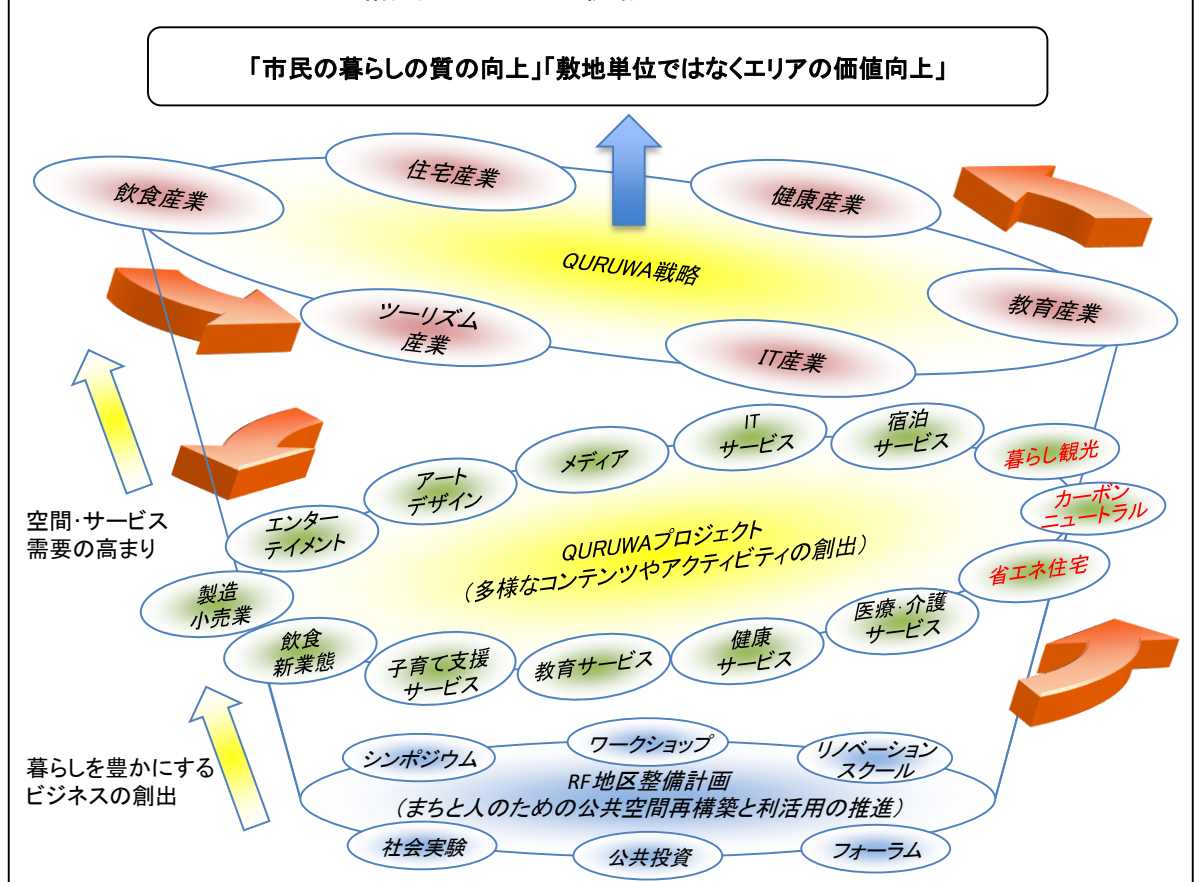 「市民の暮らしの質の向上」「敷地単位ではなくエリアの価値向上」
飲食産業
住宅産業
健康産業
教育産業
QURUWA戦略
ツーリズム
産業
IT産業
IT
サービス
宿泊
サービス
メディア
暮らし観光
アート
デザイン
カーボン
ニュートラル
エンター
テイメント
空間・サービス
需要の高まり
QURUWAプロジェクト
(多様なコンテンツやアクティビティの創出)
省エネ住宅
製造
小売業
医療・介護
サービス
飲食
新業態
子育て支援
サービス
教育サービス
健康
サービス
シンポジウム
ワークショップ
リノベーション
スクール
暮らしを豊かにする
ビジネスの創出
RF地区整備計画
(まちと人のための公共空間再構築と利活用の推進)
社会実験
公共投資
フォーラム